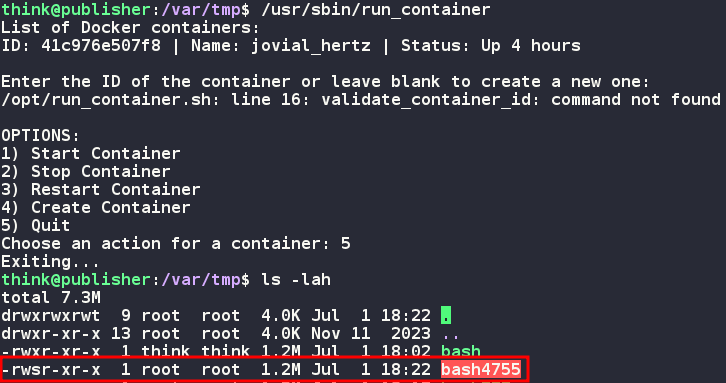 think@publisher:/var/tmp$ /usr/sbin/run_container
List of Docker containers:
ID: 41c976e507f8 | Name: jovial_hertz | Status: Up 4 hours

Enter the ID of the container or leave blank to create a new one:
/opt/run_container.sh: line 16: validate_container_id: command not found

OPTIONS:
1) Start Container
2) Stop Container
3) Restart Container
4) Create Container
5) Quit
Choose an action for a container: 5
Exiting...
think@publisher:/var/tmp$ ls -lah
total 7.3M
drwxrwxrwt  9 root  root  4.0K Jul  1 18:22 .
drwxr-xr-x 13 root  root  4.0K Nov 11  2023 ..
-rwxr-xr-x  1 think think 1.2M Jul  1 18:02 bash
-rwsr-xr-x  1 root  root  1.2M Jul  1 18:22 bash4755